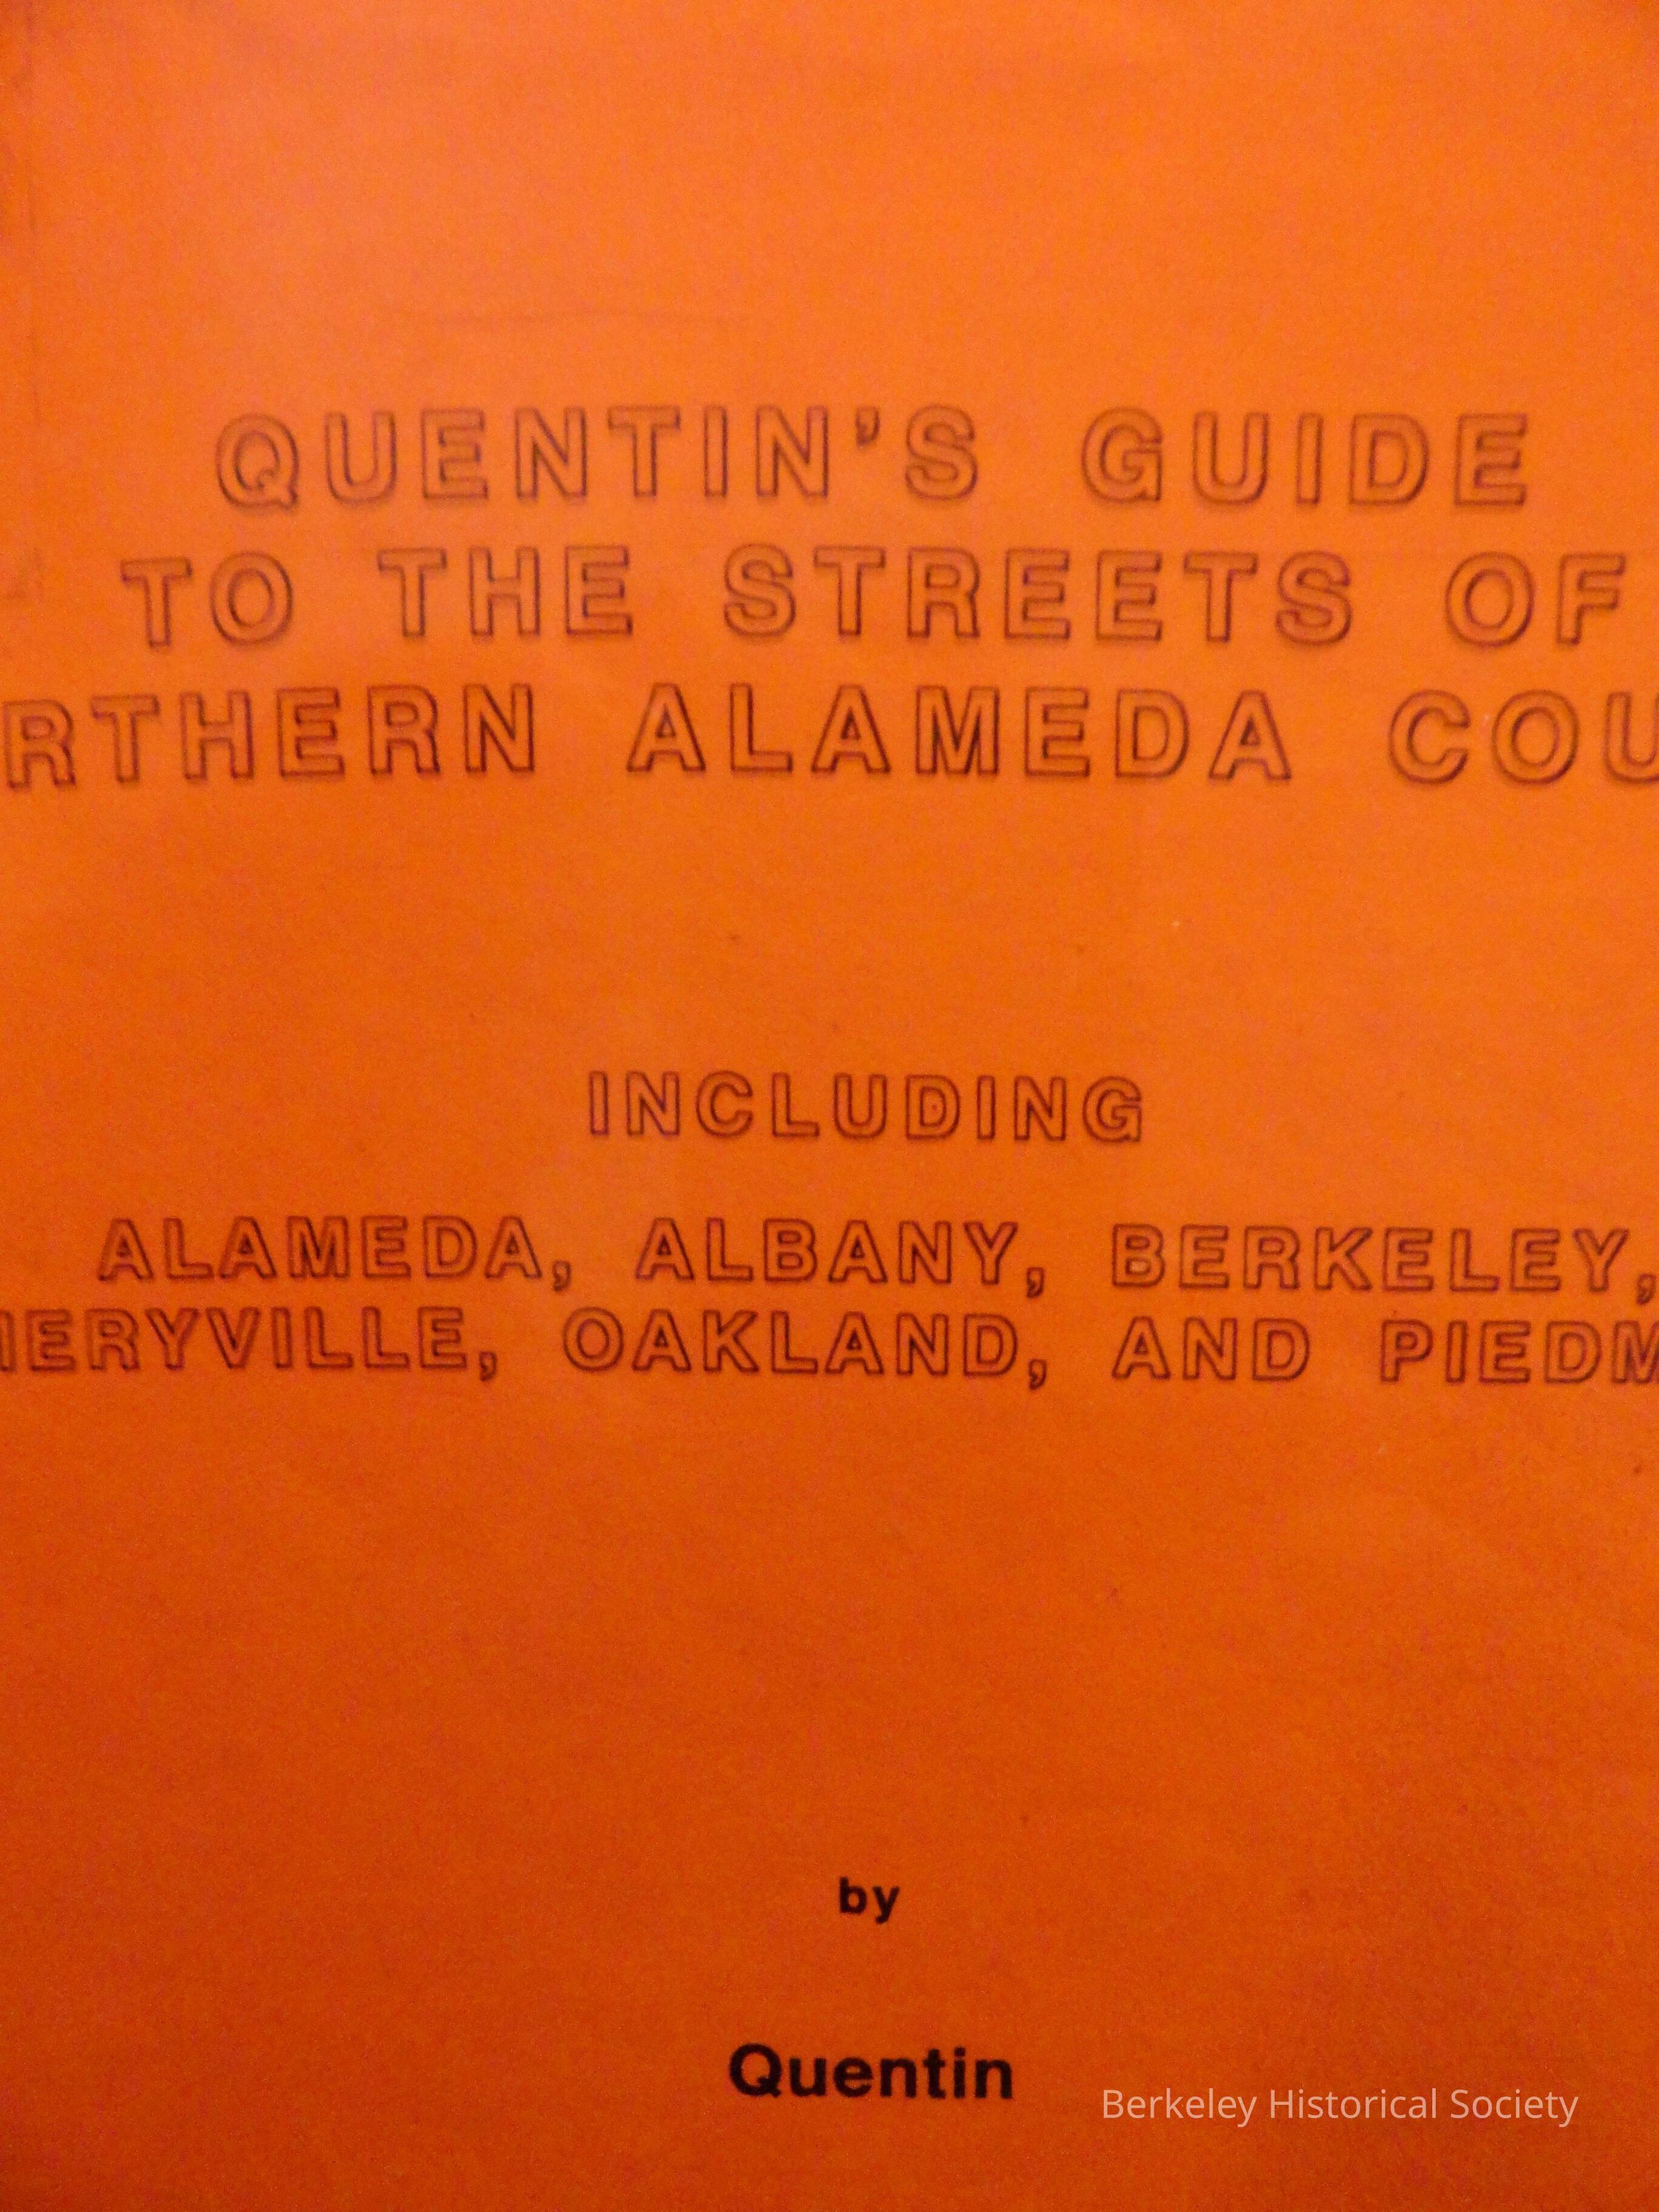 QUENTIN'S GUIDE
TO THE STREETS OF
RTHERN ALAMEDA COU
INCLUDING
ALAMEDA, ALBANY, BERKELEY,
MERYVILLE, OAKLAND, AND PIEDM
by
Quentin
Berkeley Historical Society